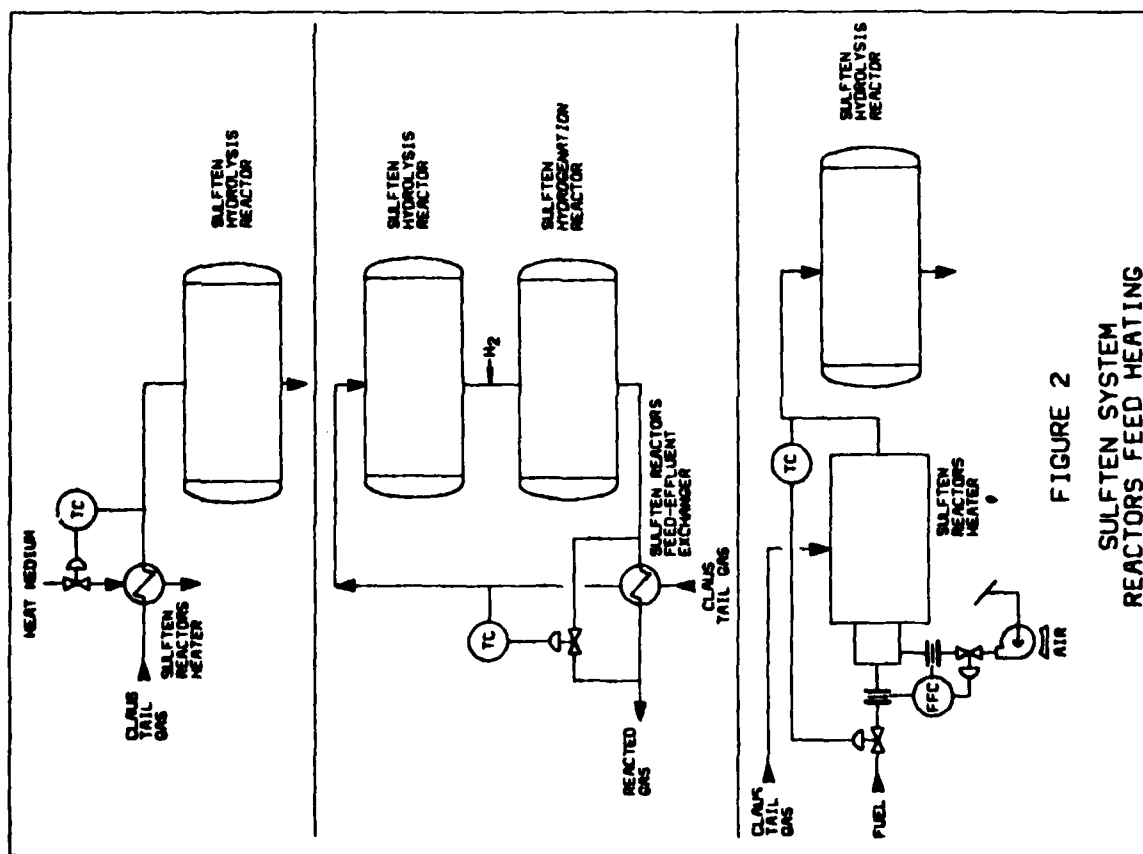 HEAT MEDIUM
TC
CLAUS
TAIL
GAS
SULFTEN
REACTORS
HEATER
SULFTEN
HYDROLYSIS
REACTOR
SULFTEN
HYDROLYSIS
REACTOR
H2
SULFTEN
HYDROGENATION
REACTOR
TC
SULFTEN REACTORS
FEED-EFFLUENT
EXCHANGER
CLAUS
TAIL GAS
REACTED
GAS
SULFTEN
HYDROLYSIS
REACTOR
TC
SULFTEN
REACTORS
HEATER
CLAUS
TAIL
GAS
FUEL
FFC
AIR
FIGURE 2
SULFTEN SYSTEM
REACTORS FEED HEATING